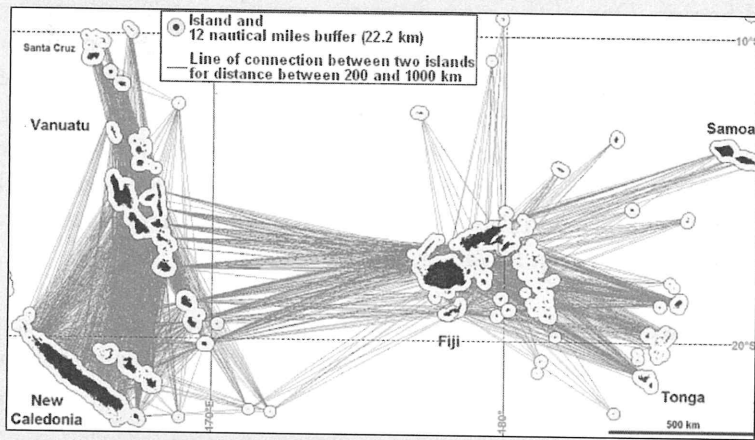 Island and
12 nautical miles buffer (22.2 km)
Line of connection between two islands
for distance between 200 and 1000 km
10°S
Santa Cruz
Vanuatu
Samoa
Fiji
20°S
New
Caledonia
170°E
180°
Tonga
500 km